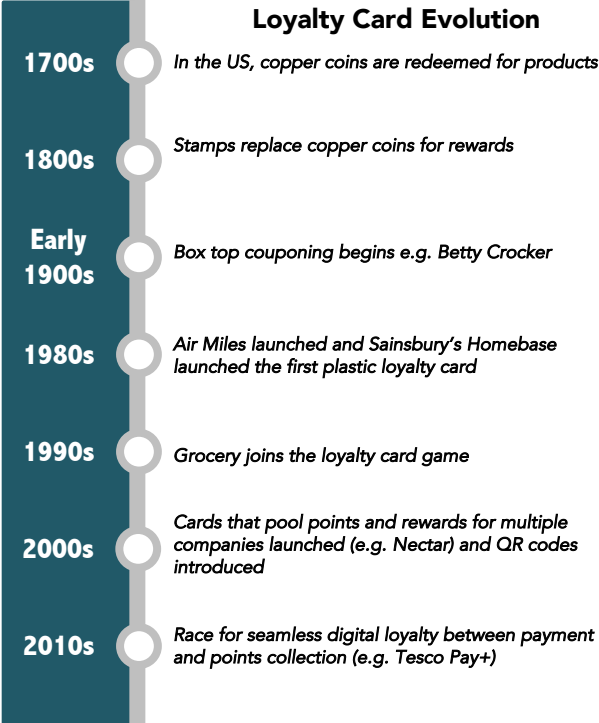 Loyalty Card Evolution
1700s
In the US, copper coins are redeemed for products
1800s
Stamps replace copper coins for rewards
Early
1900s
Box top couponing begins e.g. Betty Crocker
1980s
Air Miles launched and Sainsbury’s Homebase
launched the first plastic loyalty card
1990s
Grocery joins the loyalty card game
2000s
Cards that pool points and rewards for multiple
companies launched (e.g. Nectar) and QR codes
introduced
2010s
Race for seamless digital loyalty between payment
and points collection (e.g. Tesco Pay+)